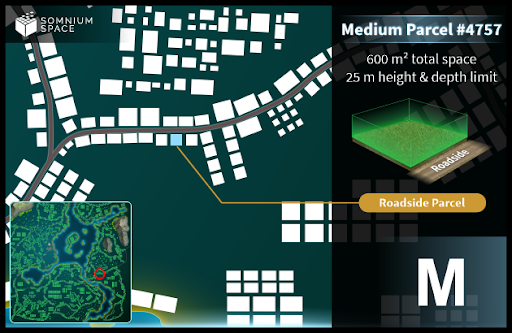 SOMNIUM
SPACE
Medium Parcel #4757
600 m² total space
25 m height & depth limit
Roadside
Roadside Parcel
M